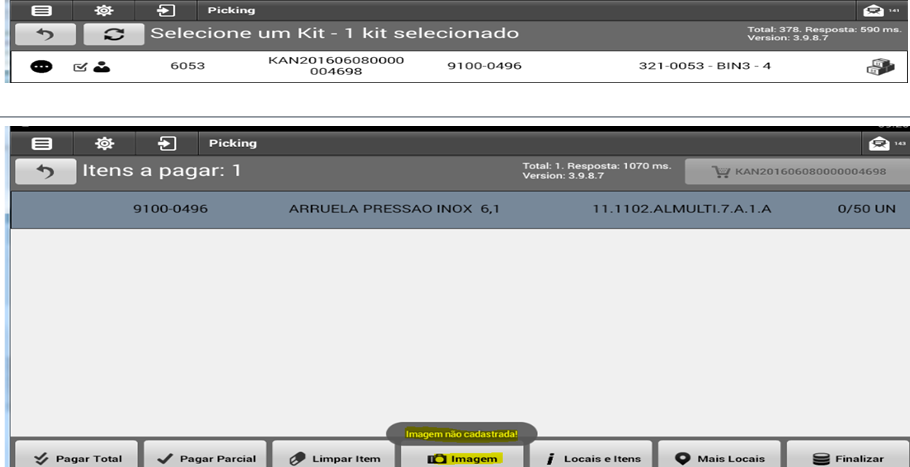 Picking
141
Selecione um Kit - 1 kit selecionado
Total: 378. Resposta: 590 ms.
Version: 3.9.8.7
6053
KAN201606080000
004698
9100-0496
321-0053 - BIN3 - 4
Picking
143
Itens a pagar: 1
Total: 1. Resposta: 1070 ms.
Version: 3.9.8.7
KAN201606080000004698
9100-0496 ARRUELA PRESSAO INOX 6,1 11.1102.ALMULTI.7.A.1.A 0/50 UN
Imagem não cadastrada!
Pagar Total Pagar Parcial Limpar Item Imagem Locais e Itens Mais Locais Finalizar